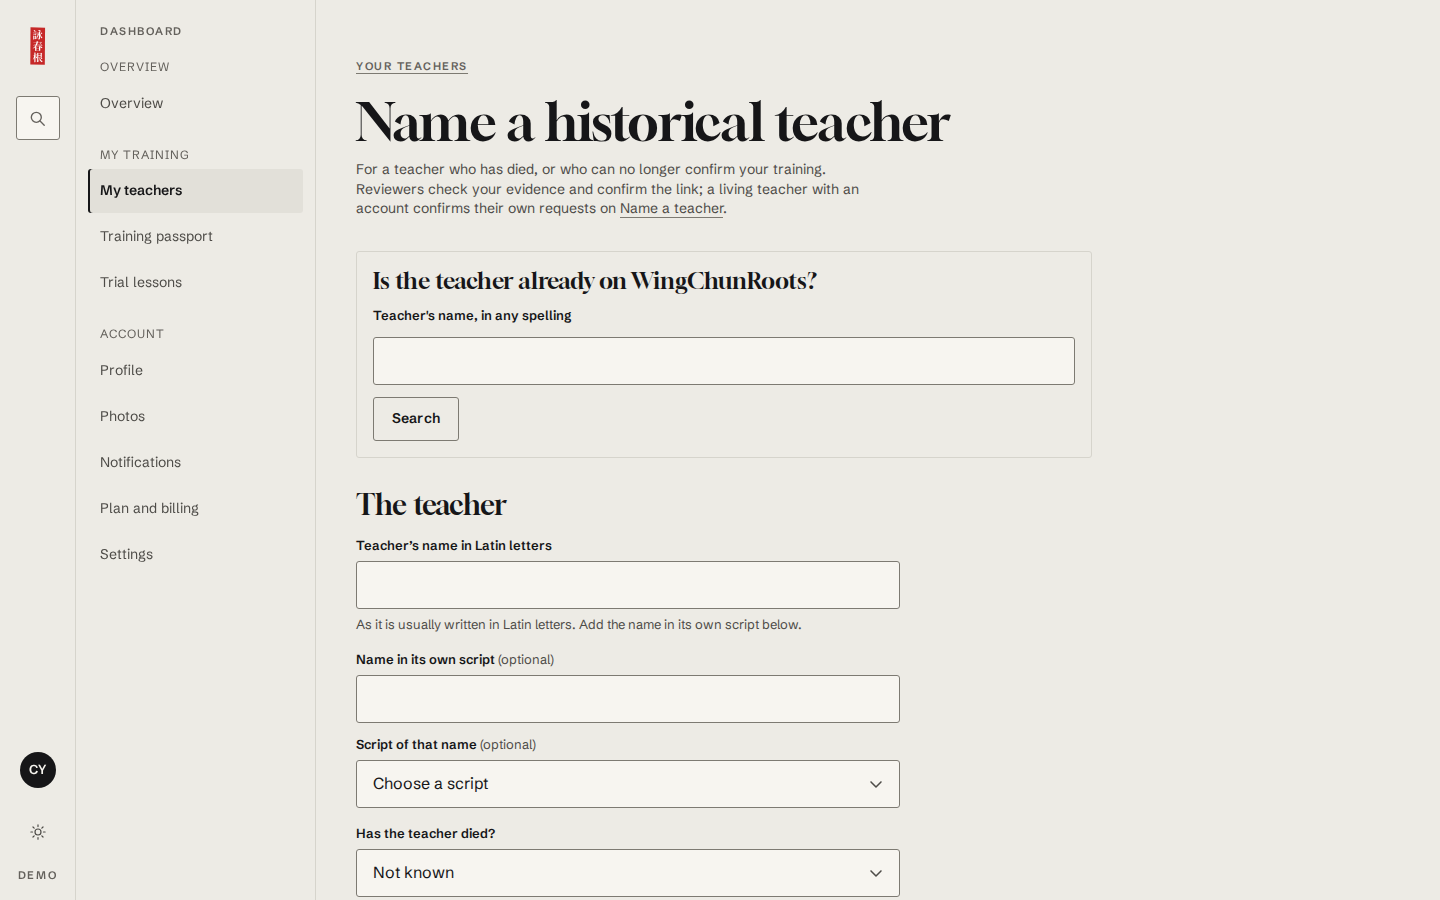 詠春根
DASHBOARD
OVERVIEW
Overview
MY TRAINING
My teachers
Training passport
Trial lessons
ACCOUNT
Profile
Photos
Notifications
Plan and billing
Settings
CY
DEMO
YOUR TEACHERS
Name a historical teacher
For a teacher who has died, or who can no longer confirm your training.
Reviewers check your evidence and confirm the link; a living teacher with an
account confirms their own requests on Name a teacher.
Is the teacher already on WingChunRoots?
Teacher's name, in any spelling
Search
The teacher
Teacher’s name in Latin letters
As it is usually written in Latin letters. Add the name in its own script below.
Name in its own script (optional)
Script of that name (optional)
Choose a script
Has the teacher died?
Not known